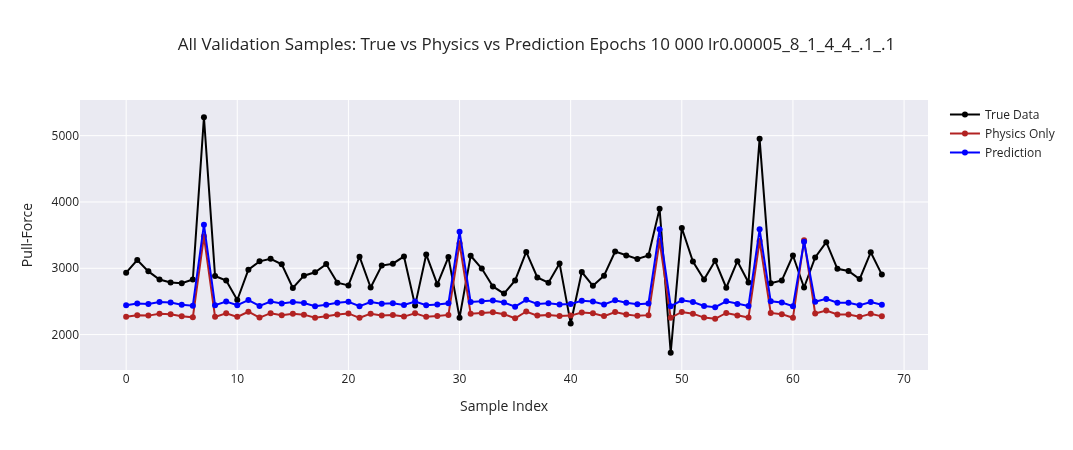 All Validation Samples: True vs Physics vs Prediction Epochs 10 000 lr0.00005_8_1_4_4_.1_.1
True Data
Physics Only
Prediction
Pull-Force
5000
4000
3000
2000
0 10 20 30 40 50 60 70
Sample Index